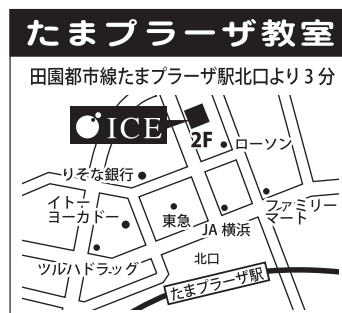 たまプラーザ教室
田園都市線たまプラーザ駅北口より3分
ICE
2F
ローソン
りそな銀行
イトー
ヨーカドー
東急
ファミリー
マート
JA横浜
北口
ツルハドラッグ
たまプラーザ駅